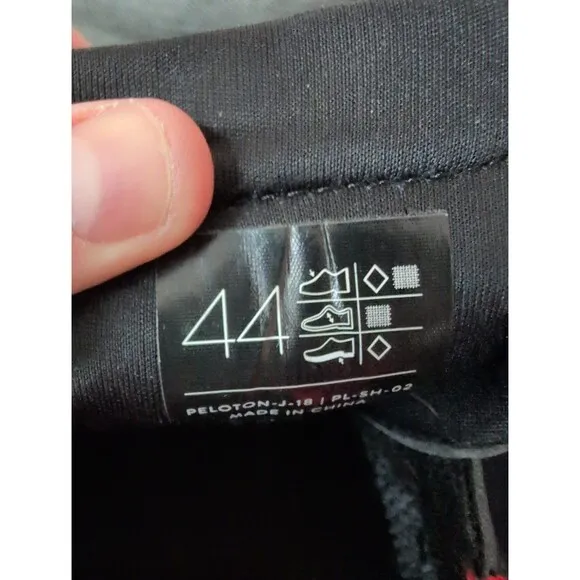 44
PELOTON-J-18 | PL-SH-02
MADE IN CHINA